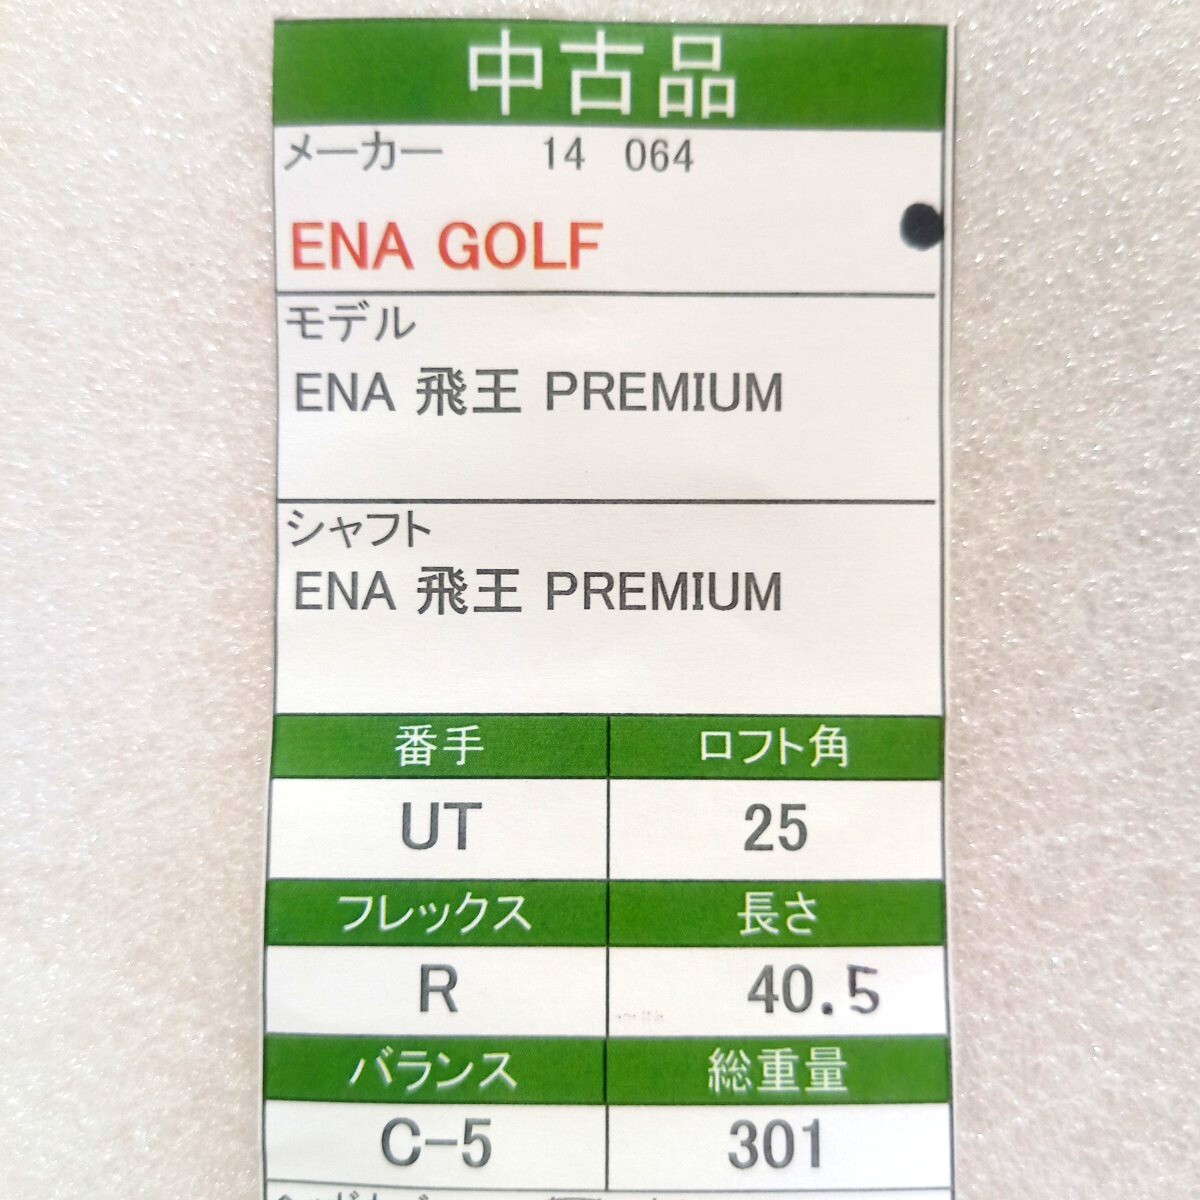 中古品
メーカー 14 064
ENA GOLF
モデル
ENA 飛王 PREMIUM
シャフト
ENA 飛王 PREMIUM
番手 ロフト角
UT 25
フレックス 長さ
R 40.5
バランス 総重量
C-5 301